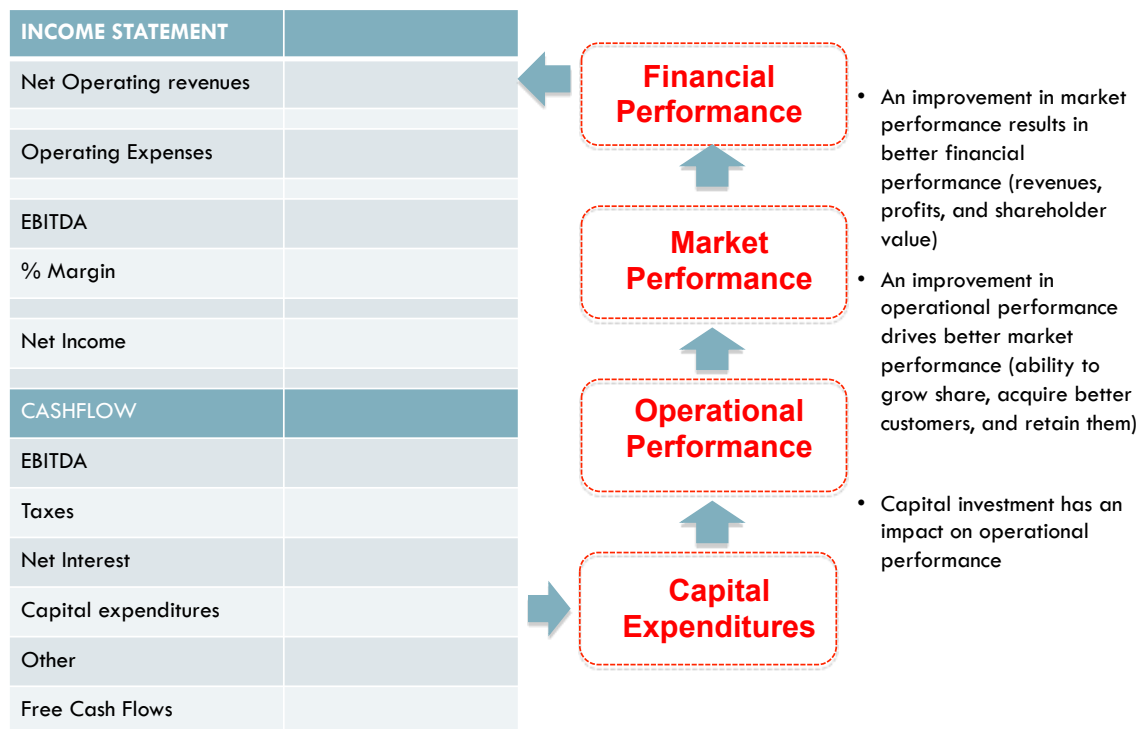 INCOME STATEMENT
Net Operating revenues
Operating Expenses
EBITDA
% Margin
Net Income
CASHFLOW
EBITDA
Taxes
Net Interest
Capital expenditures
Other
Free Cash Flows
Financial
Performance
Market
Performance
Operational
Performance
Capital
Expenditures
• An improvement in market
performance results in
better financial
performance (revenues,
profits, and shareholder
value)
• An improvement in
operational performance
drives better market
performance (ability to
grow share, acquire better
customers, and retain them)
• Capital investment has an
impact on operational
performance